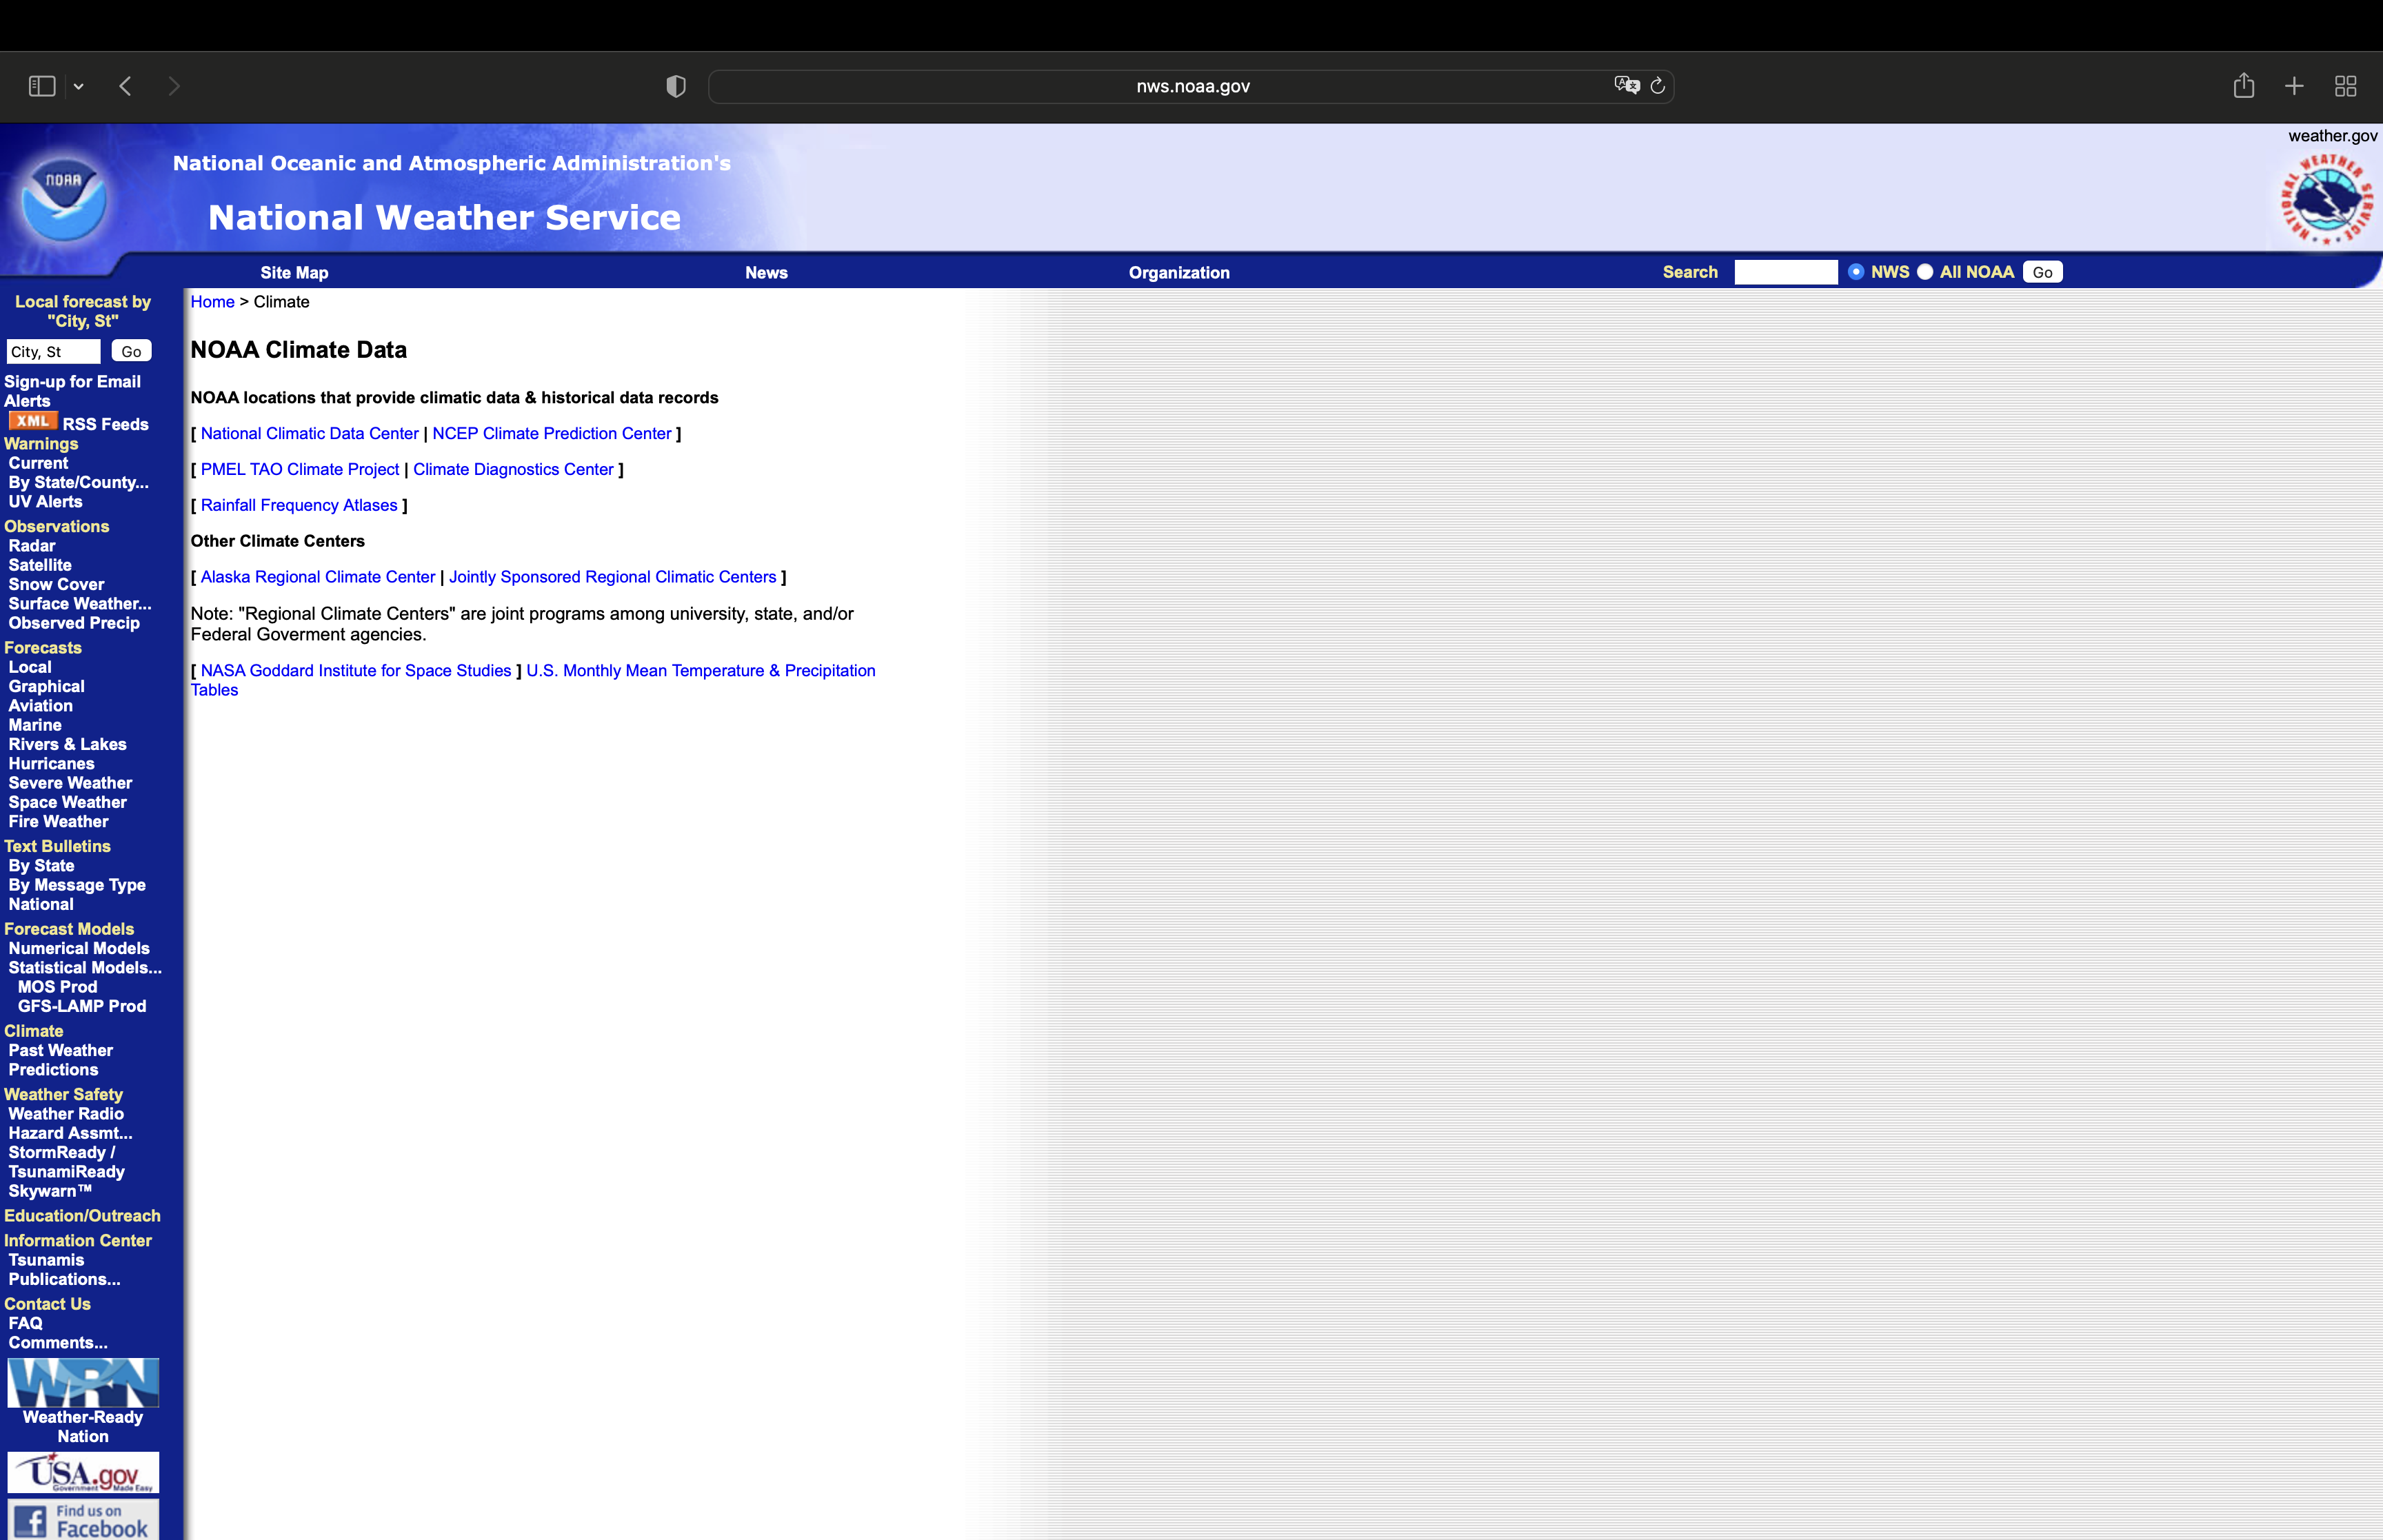 nws.noaa.gov
weather.gov
NOAA
National Oceanic and Atmospheric Administration's
National Weather Service
NATIONAL WEATHER SERVICE
Site Map News Organization Search NWS All NOAA Go
Local forecast by
"City, St"
City, St Go
Sign-up for Email
Alerts
XML RSS Feeds
Warnings
Current
By State/County...
UV Alerts
Observations
Radar
Satellite
Snow Cover
Surface Weather...
Observed Precip
Forecasts
Local
Graphical
Aviation
Marine
Rivers & Lakes
Hurricanes
Severe Weather
Space Weather
Fire Weather
Text Bulletins
By State
By Message Type
National
Forecast Models
Numerical Models
Statistical Models...
MOS Prod
GFS-LAMP Prod
Climate
Past Weather
Predictions
Weather Safety
Weather Radio
Hazard Assmt...
StormReady /
TsunamiReady
Skywarn™
Education/Outreach
Information Center
Tsunamis
Publications...
Contact Us
FAQ
Comments...
WRN
Weather-Ready
Nation
USA.gov
Government Made Easy
Find us on
Facebook
Home > Climate
NOAA Climate Data
NOAA locations that provide climatic data & historical data records
[ National Climatic Data Center | NCEP Climate Prediction Center ]
[ PMEL TAO Climate Project | Climate Diagnostics Center ]
[ Rainfall Frequency Atlases ]
Other Climate Centers
[ Alaska Regional Climate Center | Jointly Sponsored Regional Climatic Centers ]
Note: "Regional Climate Centers" are joint programs among university, state, and/or
Federal Goverment agencies.
[ NASA Goddard Institute for Space Studies ] U.S. Monthly Mean Temperature & Precipitation
Tables